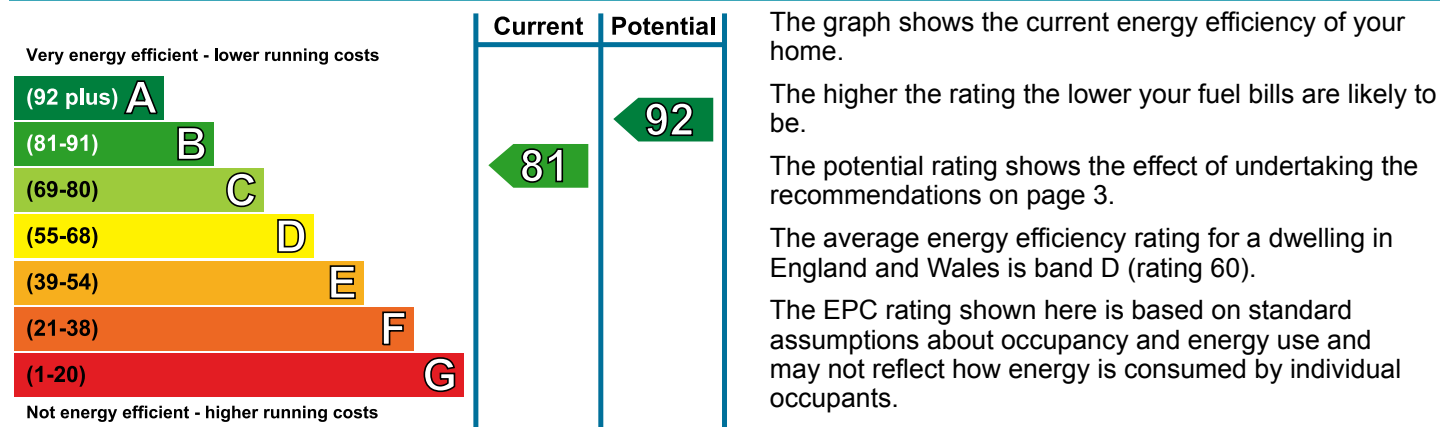 Current Potential
Very energy efficient - lower running costs
(92 plus) A
(81-91) B
(69-80) C
(55-68) D
(39-54) E
(21-38) F
(1-20) G
Not energy efficient - higher running costs
81
92
The graph shows the current energy efficiency of your
home.
The higher the rating the lower your fuel bills are likely to
be.
The potential rating shows the effect of undertaking the
recommendations on page 3.
The average energy efficiency rating for a dwelling in
England and Wales is band D (rating 60).
The EPC rating shown here is based on standard
assumptions about occupancy and energy use and
may not reflect how energy is consumed by individual
occupants.